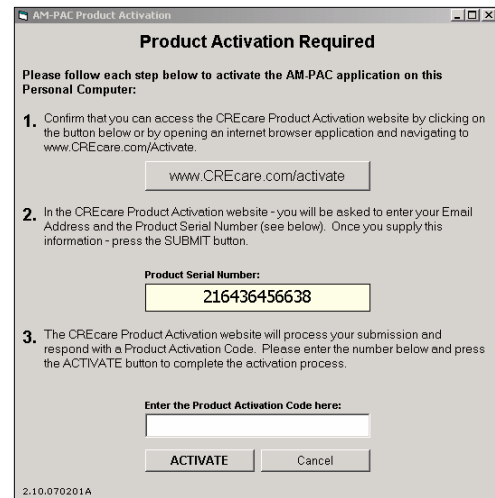 AM-PAC Product Activation
Product Activation Required
Please follow each step below to activate the AM-PAC application on this
Personal Computer:
1. Confirm that you can access the CREcare Product Activation website by clicking on
the button below or by opening an internet browser application and navigating to
www.CREcare.com/Activate.
www.CREcare.com/activate
2. In the CREcare Product Activation website - you will be asked to enter your Email
Address and the Product Serial Number (see below). Once you supply this
information - press the SUBMIT button.
Product Serial Number:
216436456638
3. The CREcare Product Activation website will process your submission and
respond with a Product Activation Code. Please enter the number below and press
the ACTIVATE button to complete the activation process.
Enter the Product Activation Code here:
ACTIVATE Cancel
2.10.070201A